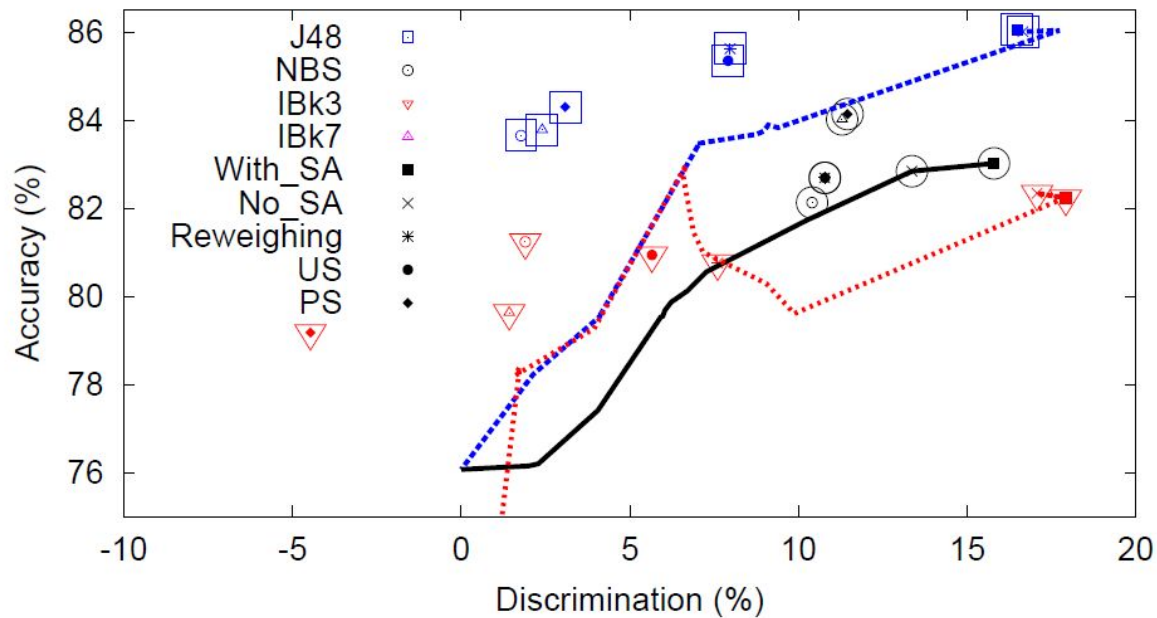 86
84
82
80
78
76
Accuracy (%)
J48
NBS
IBk3
IBk7
With_SA
No_SA
Reweighing
US
PS
-10 -5 0 5 10 15 20
Discrimination (%)